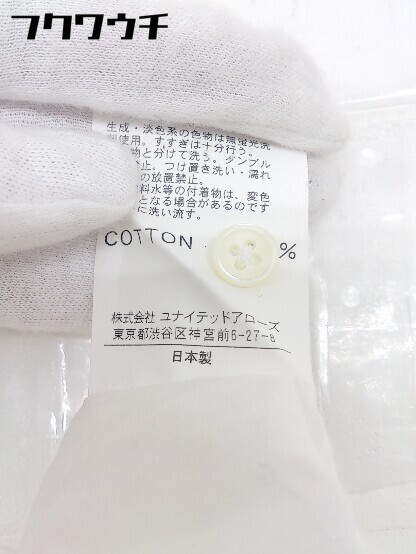 フクワウチ
生成・淡色系の色物は無蛍光洗
使用。すすぎは十分行う。
物と分けて洗う。タンブル
止。つけ置き洗い・濡れ
の放置禁止。
料水等の付着物は、変色
となる場合があるのです
に洗い流す。
COTTON %
株式会社 ユナイテッドアローズ
東京都渋谷区神宮前6-27-8
日本製